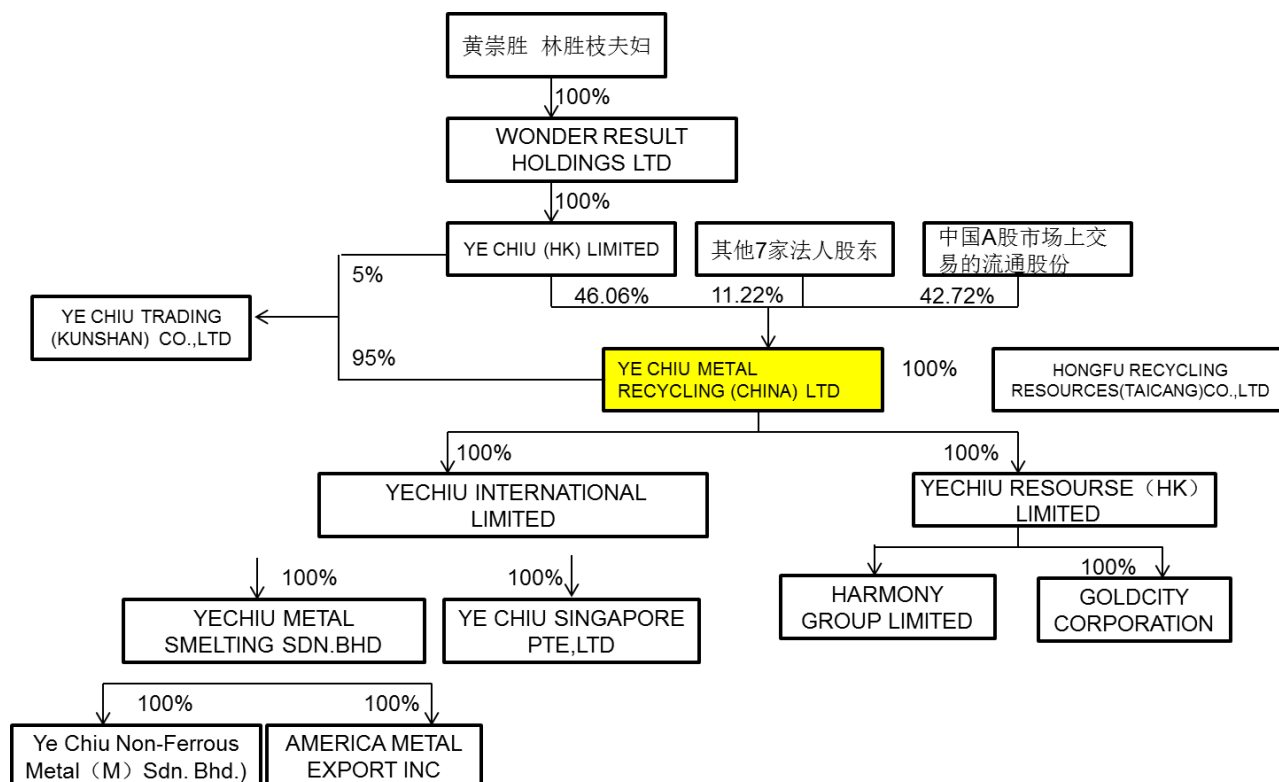 黄崇胜 林胜枝夫妇
100%
WONDER RESULT
HOLDINGS LTD
100%
YE CHIU (HK) LIMITED
其他7家法人股东
中国A股市场上交
易的流通股份
5%
46.06%
11.22%
42.72%
YE CHIU TRADING
(KUNSHAN) CO.,LTD
95%
YE CHIU METAL
RECYCLING (CHINA) LTD
100%
HONGFU RECYCLING
RESOURCES(TAICANG)CO.,LTD
100%
100%
YECHIU INTERNATIONAL
LIMITED
YECHIU RESOURSE（HK）
LIMITED
100%
100%
100%
YECHIU METAL
SMELTING SDN.BHD
YE CHIU SINGAPORE
PTE,LTD
HARMONY
GROUP LIMITED
GOLDCITY
CORPORATION
100%
100%
Ye Chiu Non-Ferrous
Metal（M）Sdn. Bhd.)
AMERICA METAL
EXPORT INC